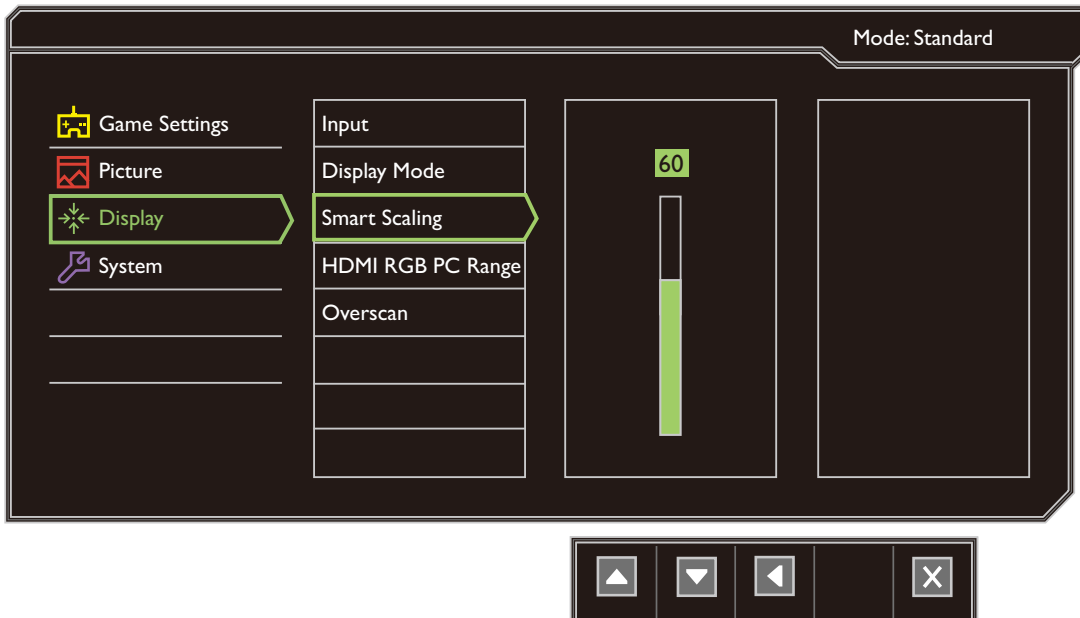 Mode: Standard
Game Settings
Picture
Display
System
Input
Display Mode
Smart Scaling
HDMI RGB PC Range
Overscan
60